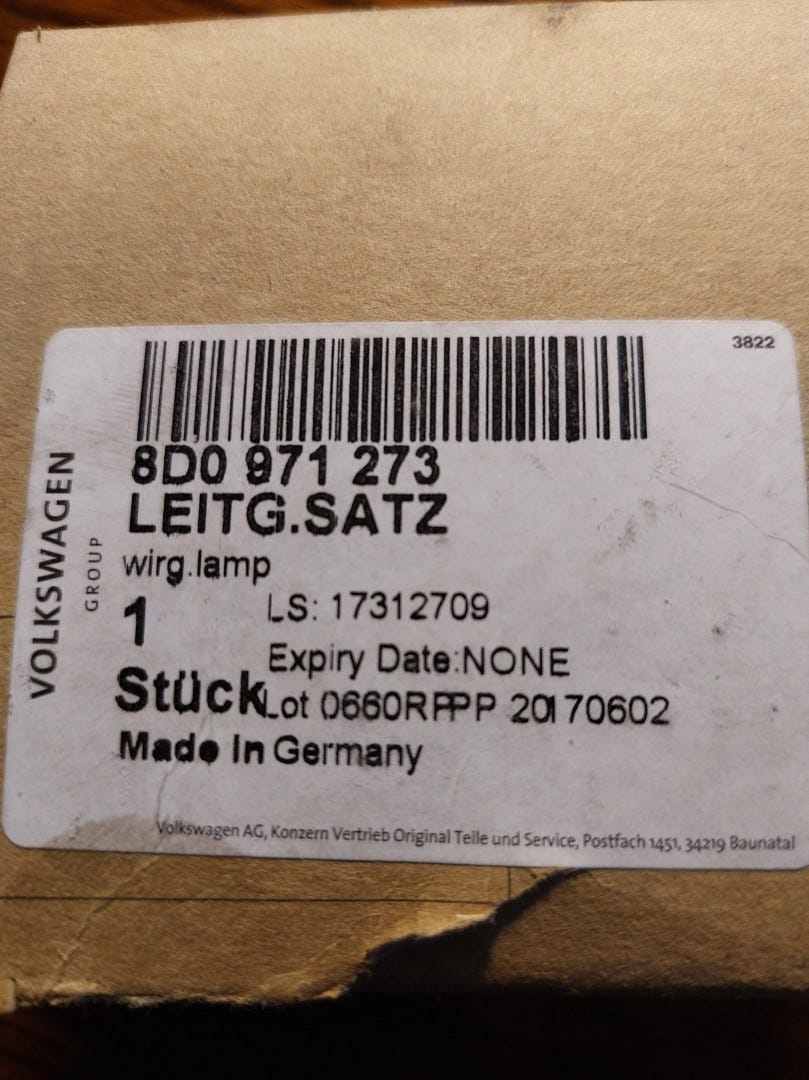 3822
VOLKSWAGEN
GROUP
8D0 971 273
LEITG.SATZ
wirg.lamp
1
LS: 17312709
Expiry Date:NONE
Stück
Lot 0660RPPP 20170602
Made In Germany
Volkswagen AG, Konzern Vertrieb Original Teile und Service, Postfach 1451, 34219 Baunatal